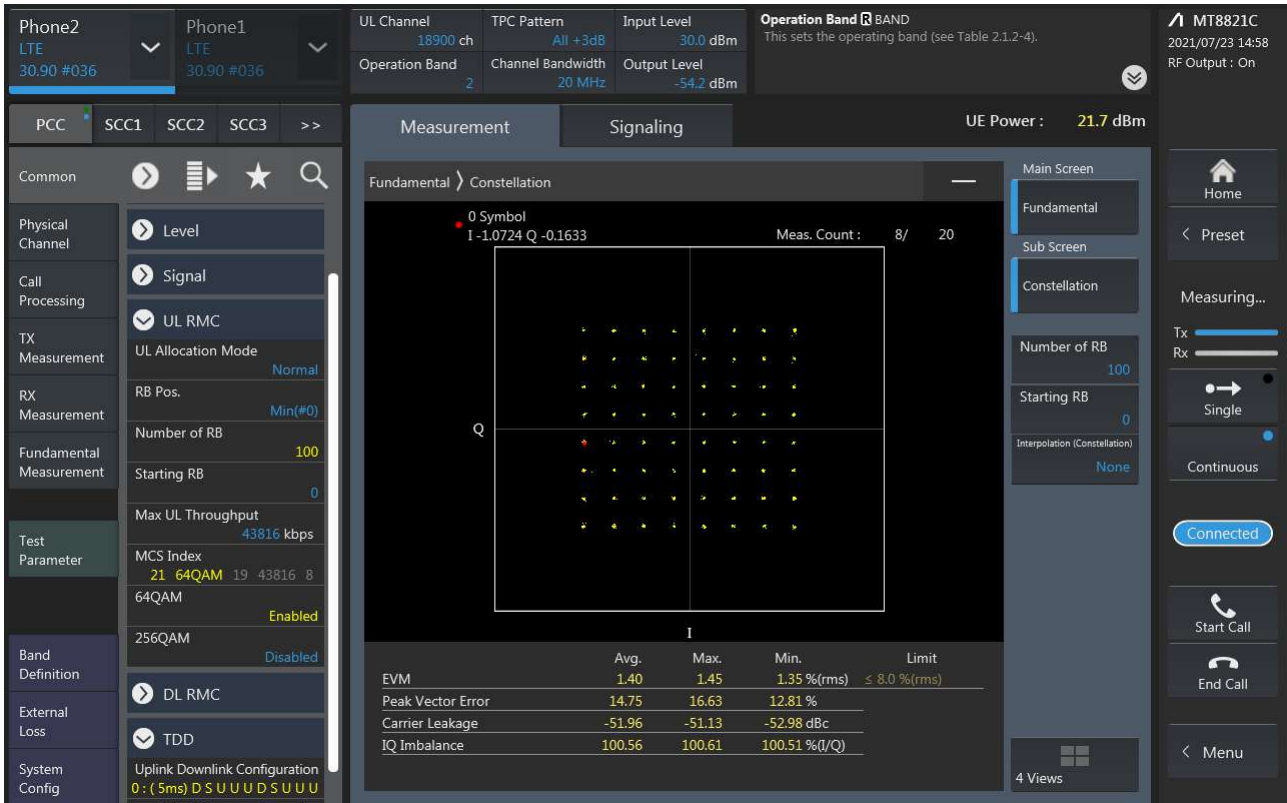 Phone2
LTE
30.90 #036
Phone1
LTE
30.90 #036
UL Channel
18900 ch
TPC Pattern
All +3dB
Input Level
30.0 dBm
Operation Band
2
Channel Bandwidth
20 MHz
Output Level
-54.2 dBm
Operation Band R BAND
This sets the operating band (see Table 2.1.2-4).
MT8821C
2021/07/23 14:58
RF Output : On
PCC SCC1 SCC2 SCC3 >>
Measurement
Signaling
UE Power : 21.7 dBm
Common
Physical
Channel
Call
Processing
TX
Measurement
RX
Measurement
Fundamental
Measurement
Test
Parameter
Band
Definition
External
Loss
System
Config
Level
Signal
UL RMC
UL Allocation Mode
Normal
RB Pos.
Min(#0)
Number of RB
100
Starting RB
0
Max UL Throughput
43816 kbps
MCS Index
21 64QAM 19 43816 8
64QAM
Enabled
256QAM
Disabled
DL RMC
TDD
Uplink Downlink Configuration
0 : ( 5ms) D S U U U D S U U U
Fundamental 〉 Constellation
0 Symbol
I -1.0724 Q -0.1633
Meas. Count : 8/ 20
Q
I
Avg. Max. Min. Limit
EVM 1.40 1.45 1.35 %(rms) ≤ 8.0 %(rms)
Peak Vector Error 14.75 16.63 12.81 %
Carrier Leakage -51.96 -51.13 -52.98 dBc
IQ Imbalance 100.56 100.61 100.51 %(I/Q)
Main Screen
Fundamental
Sub Screen
Constellation
Number of RB
100
Starting RB
0
Interpolation (Constellation)
None
4 Views
Home
< Preset
Measuring...
Tx
Rx
Single
Continuous
Connected
Start Call
End Call
< Menu